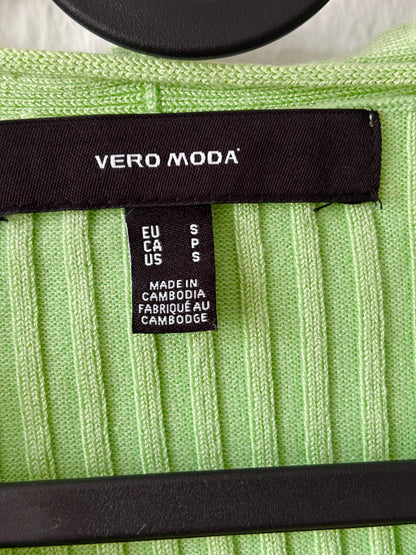 VERO MODA
EU S
CA P
US S
MADE IN
CAMBODIA
FABRIQUÉ AU
CAMBODGE